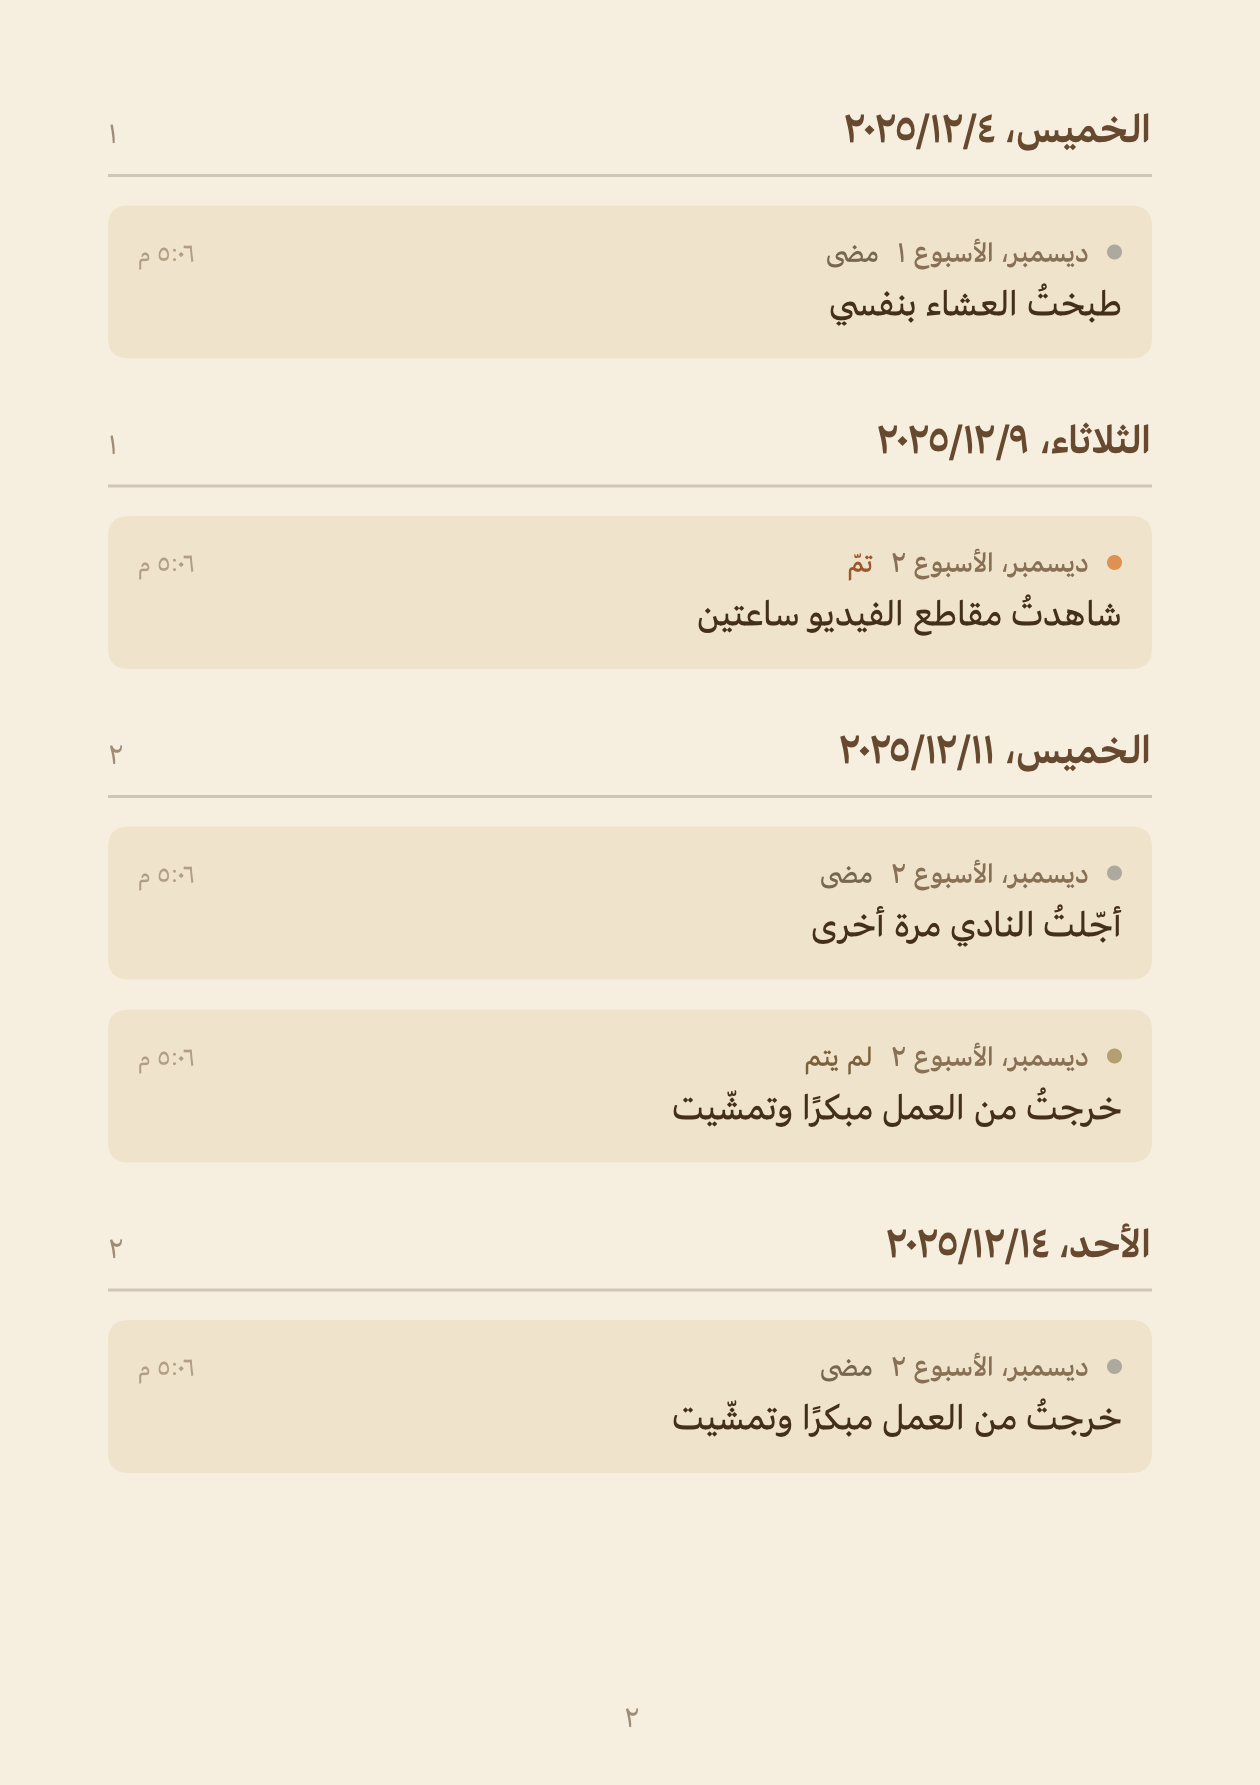 الخميس، ٢٠٢٥/١٢/٤ ١
ديسمبر، الأسبوع ١ مضى ٥:٠٦ م
طبختُ العشاء بنفسي
الثلاثاء، ٢٠٢٥/١٢/٩ ١
ديسمبر، الأسبوع ٢ تمّ ٥:٠٦ م
شاهدتُ مقاطع الفيديو ساعتين
الخميس، ٢٠٢٥/١٢/١١ ٢
ديسمبر، الأسبوع ٢ مضى ٥:٠٦ م
أجّلتُ النادي مرة أخرى
ديسمبر، الأسبوع ٢ لم يتم ٥:٠٦ م
خرجتُ من العمل مبكرًا وتمشّيت
الأحد، ٢٠٢٥/١٢/١٤ ٢
ديسمبر، الأسبوع ٢ مضى ٥:٠٦ م
خرجتُ من العمل مبكرًا وتمشّيت
٢